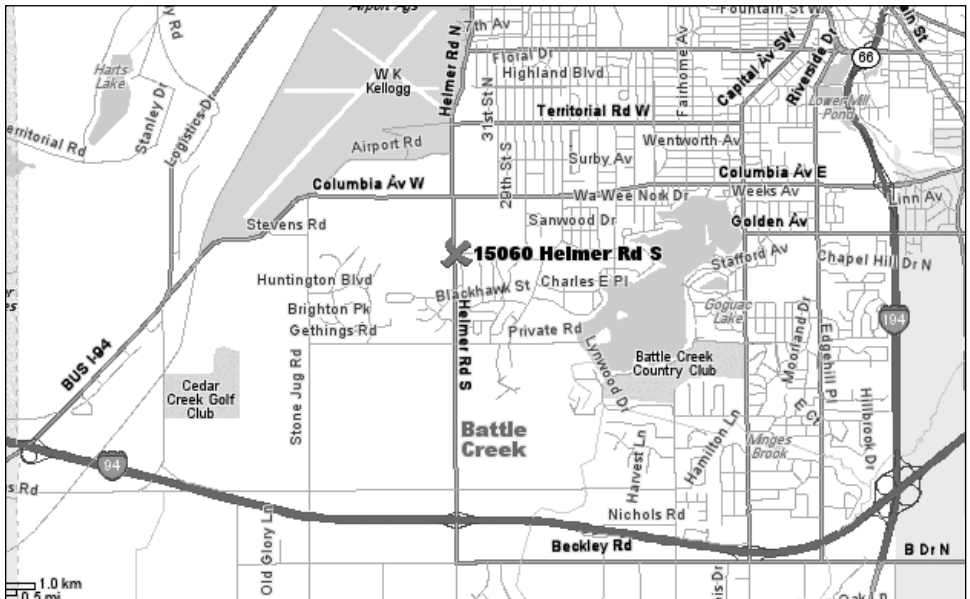 Airport Ags
Fountain St W
7th Av
Helmer Rd N
Floral Dr
Highland Blvd
Fairhome Av
Capital Av SW
Riverside Dr
66
Harts
Lake
Stanley Dr
Logistics Dr
W K
Kellogg
31st St N
Territorial Rd W
Lower Mill
Pond
Airport Rd
Surby Av
Wentworth Av
Columbia Av W
29th St S
Wa-Wee Nork Dr
Columbia Av E
Weeks Av
Linn Av
Stevens Rd
Sanwood Dr
Golden Av
15060 Helmer Rd S
Stafford Av
Chapel Hill Dr N
Huntington Blvd
Blackhawk St
Charles E Pl
Brighton Pk
Gethings Rd
Private Rd
Goguac
Lake
Moorland Dr
Edgehill Pl
194
BUS I-94
Stone Jug Rd
Helmer Rd S
Lynwood Dr
Battle Creek
Country Club
Cedar
Creek Golf
Club
E Ct
Hillbrook Dr
Battle
Creek
Harvest Ln
Hamilton Ln
Minges
Brook
94
Old Glory Ln
Nichols Rd
Beckley Rd
B Dr N
1.0 km
0.5 mi